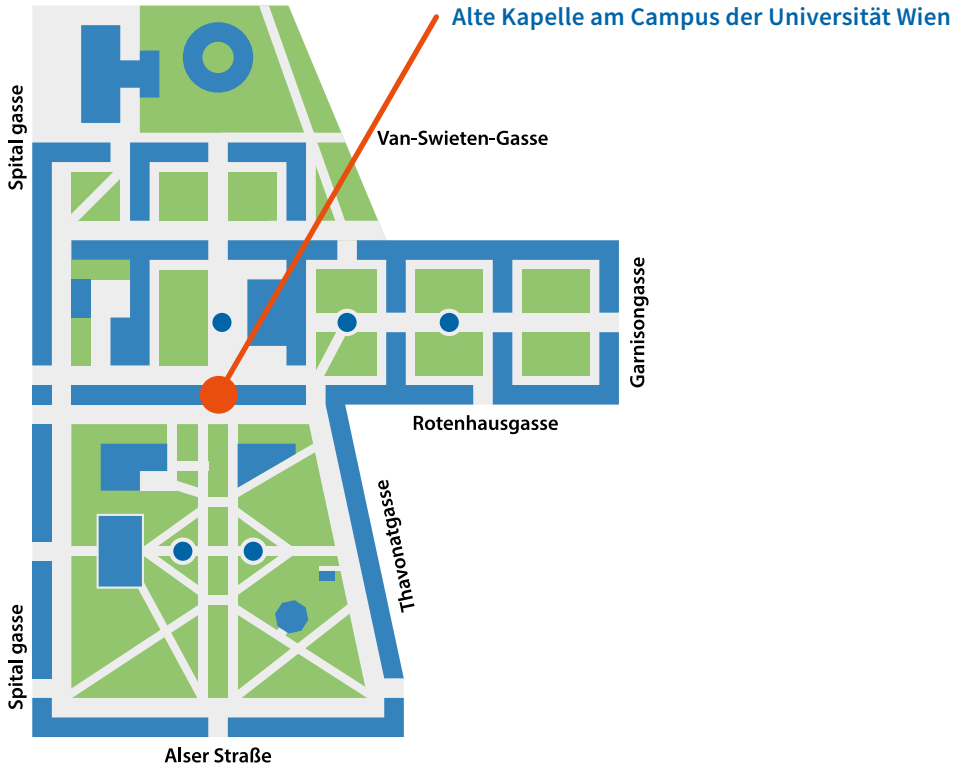 Alte Kapelle am Campus der Universität Wien
Van-Swieten-Gasse
Spital gasse
Garnisongasse
Rotenhausgasse
Thavonatgasse
Spital gasse
Alser Straße